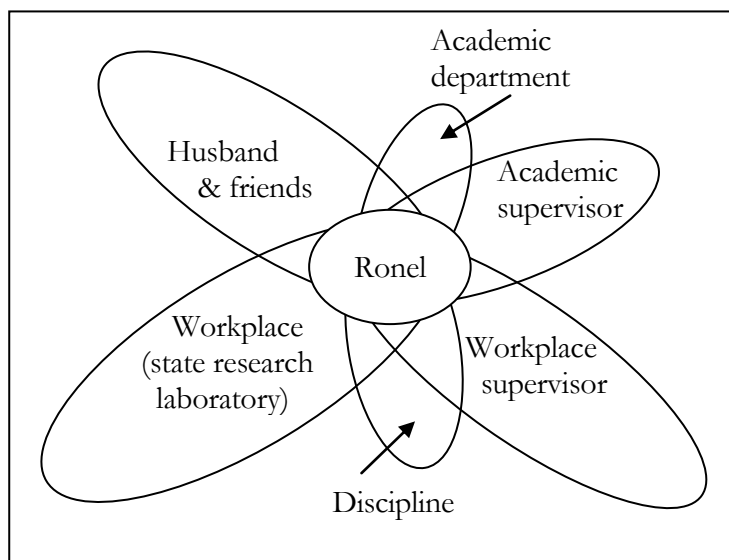 Academic
department
Husband
& friends
Academic
supervisor
Ronel
Workplace
(state research
laboratory)
Workplace
supervisor
Discipline